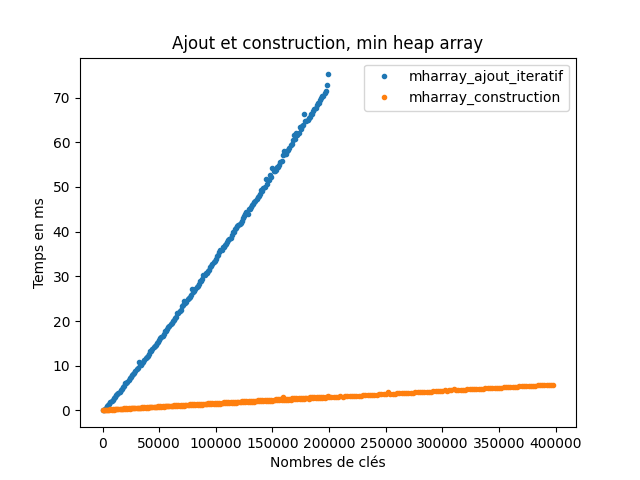 Ajout et construction, min heap array
mharray_ajout_iteratif
mharray_construction
Temps en ms
70
60
50
40
30
20
10
0
0 50000 100000 150000 200000 250000 300000 350000 400000
Nombres de clés